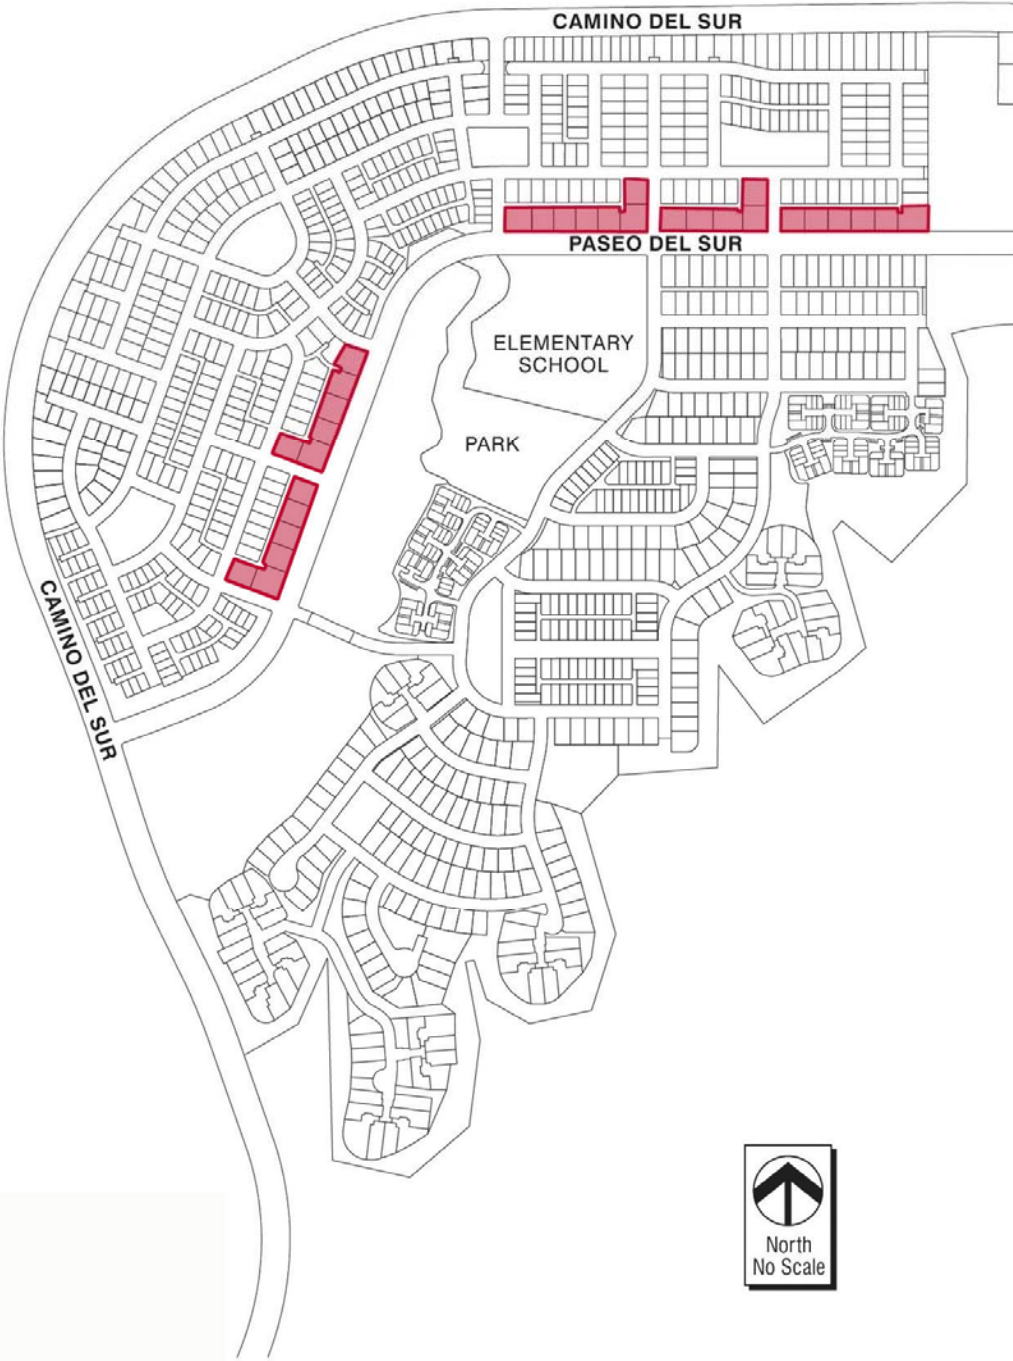 CAMINO DEL SUR
PASEO DEL SUR
ELEMENTARY
SCHOOL
PARK
CAMINO DEL SUR
North
No Scale